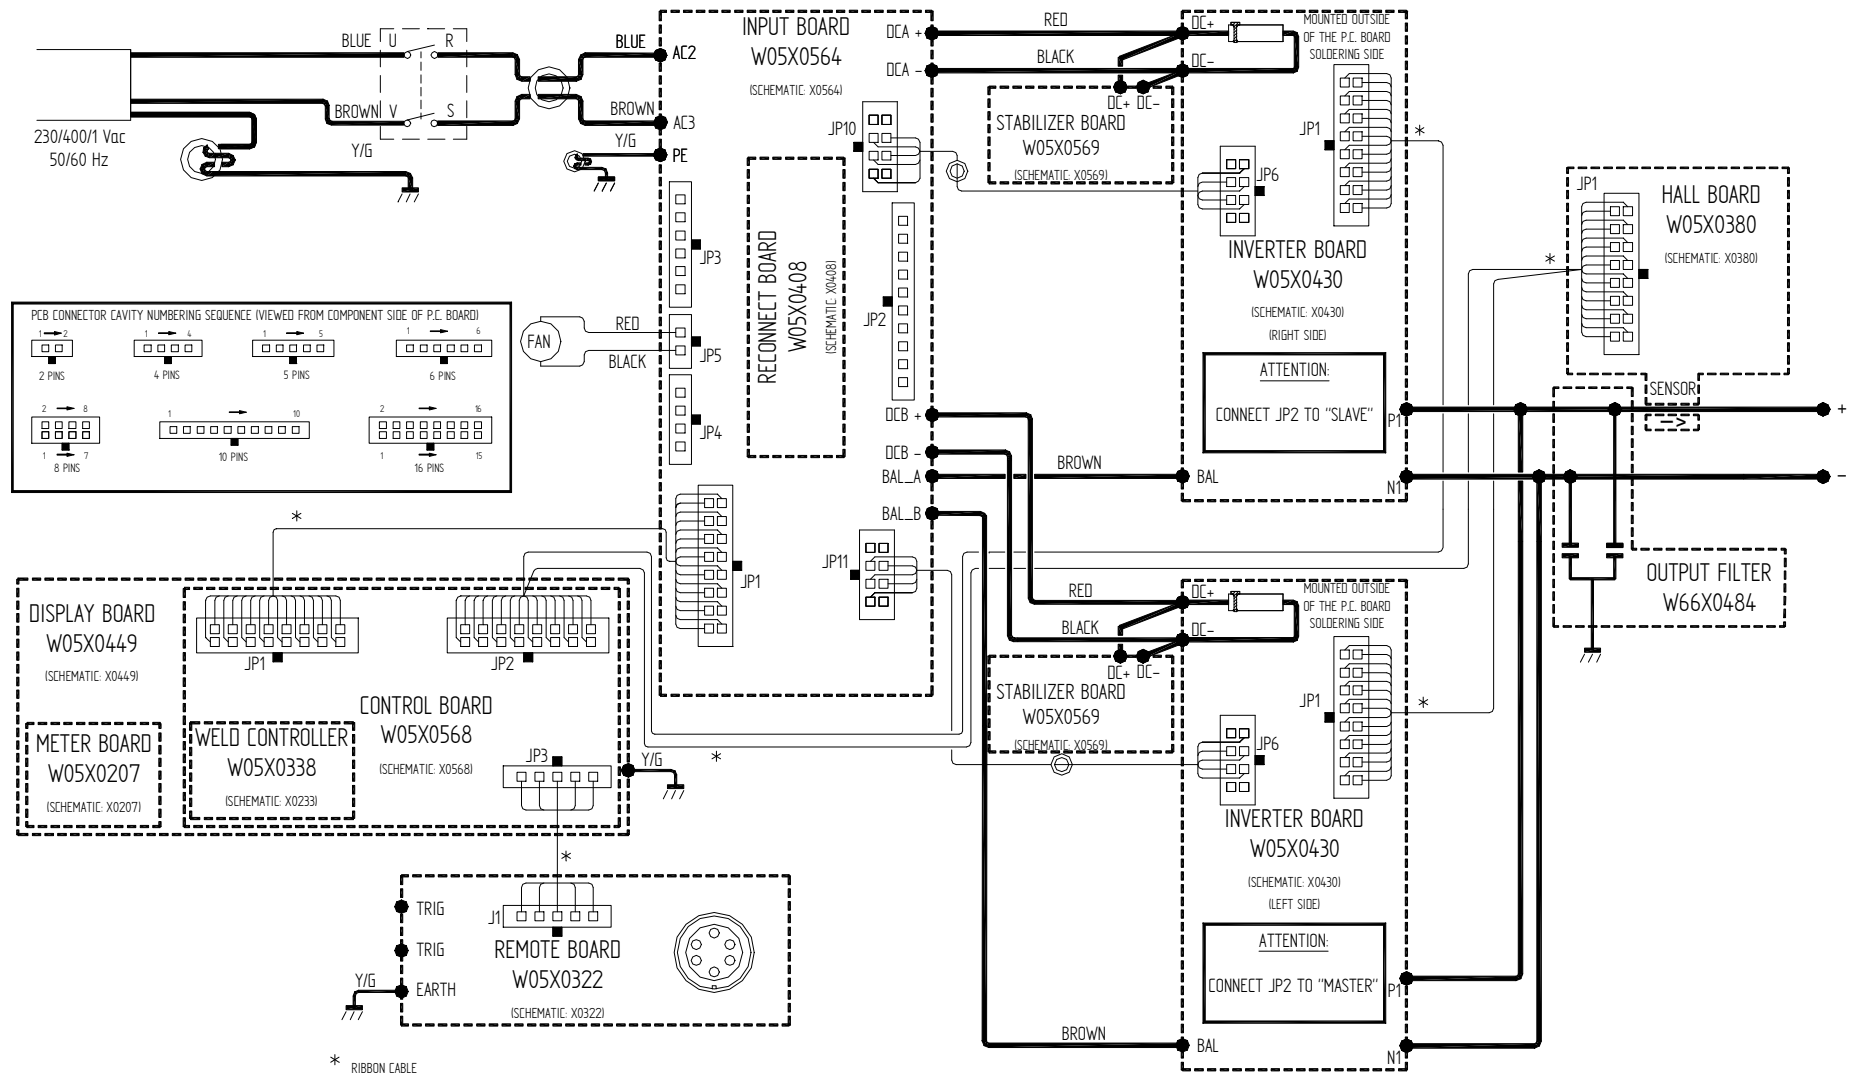 230/400/1 Vac
50/60 Hz
BLUE
U
R
BROWN
V
S
Y/G
BLUE
AC2
BROWN
AC3
Y/G
PE
INPUT BOARD
W05X0564
(SCHEMATIC: X0564)
DCA +
DCA -
RED
BLACK
JP10
JP3
JP5
JP4
JP2
RECONNECT BOARD
W05X0408
(SCHEMATIC: X0408)
FAN
RED
BLACK
DCB +
DCB -
BAL_A
BAL_B
JP1
JP11
BROWN
STABILIZER BOARD
W05X0569
(SCHEMATIC: X0569)
DC+
DC-
DC+ DC-
MOUNTED OUTSIDE
OF THE P.C. BOARD
SOLDERING SIDE
JP1
*
JP6
INVERTER BOARD
W05X0430
(SCHEMATIC: X0430)
(RIGHT SIDE)
ATTENTION:
CONNECT JP2 TO "SLAVE"
P1
BAL
N1
JP1
HALL BOARD
W05X0380
(SCHEMATIC: X0380)
*
SENSOR
I>
+
-
OUTPUT FILTER
W66X0484
PCB CONNECTOR CAVITY NUMBERING SEQUENCE (VIEWED FROM COMPONENT SIDE OF P.C. BOARD)
1 2
2 PINS
1 4
4 PINS
1 5
5 PINS
1 6
6 PINS
2 8
1 7
8 PINS
1 10
10 PINS
2 16
1 15
16 PINS
*
DISPLAY BOARD
W05X0449
(SCHEMATIC: X0449)
JP1
JP2
CONTROL BOARD
W05X0568
(SCHEMATIC: X0568)
METER BOARD
W05X0207
(SCHEMATIC: X0207)
WELD CONTROLLER
W05X0338
(SCHEMATIC: X0233)
JP3
Y/G
*
*
TRIG
TRIG
EARTH
Y/G
J1
REMOTE BOARD
W05X0322
(SCHEMATIC: X0322)
RED
BLACK
DC+
DC-
DC+ DC-
STABILIZER BOARD
W05X0569
(SCHEMATIC: X0569)
MOUNTED OUTSIDE
OF THE P.C. BOARD
SOLDERING SIDE
JP1
*
JP6
INVERTER BOARD
W05X0430
(SCHEMATIC: X0430)
(LEFT SIDE)
ATTENTION:
CONNECT JP2 TO "MASTER"
P1
BROWN
BAL
N1
* RIBBON CABLE